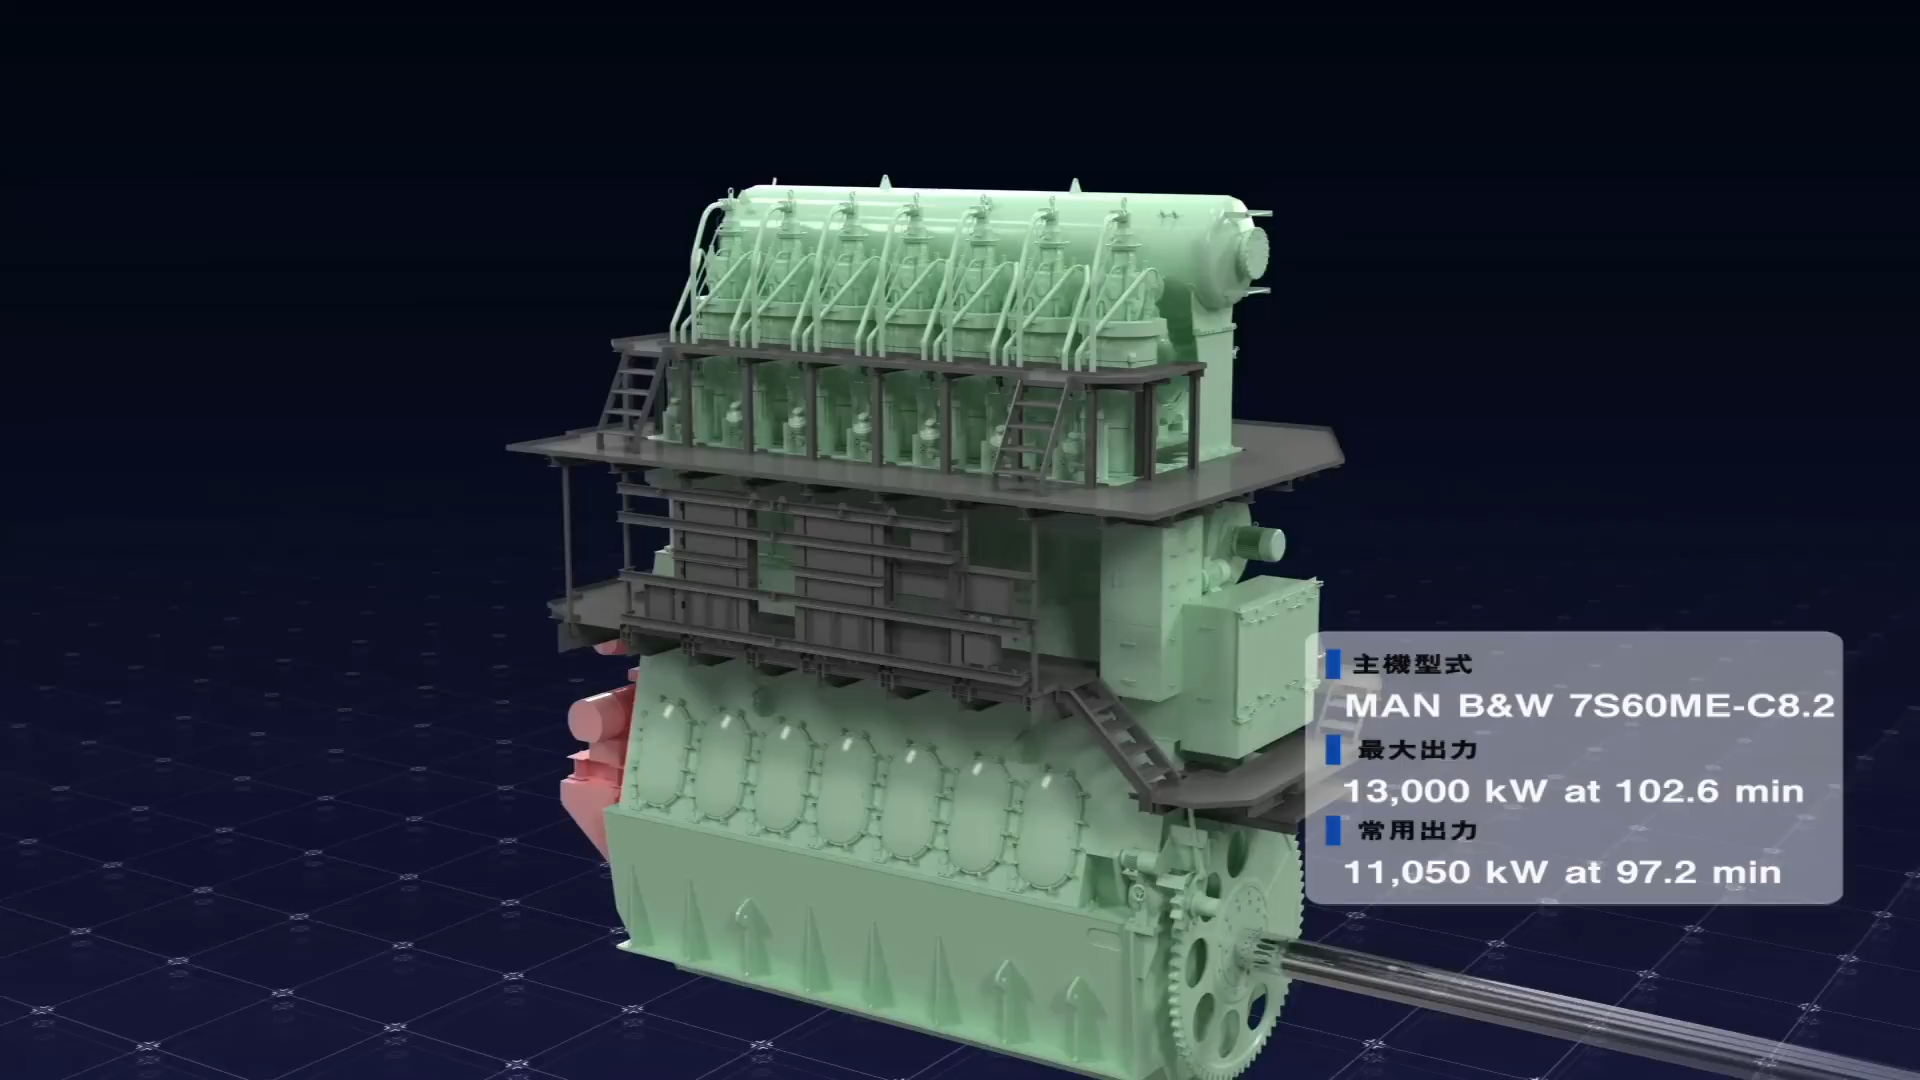 主機型式
MAN B&W 7S60ME-C8.2
最大出力
13,000 kW at 102.6 min
常用出力
11,050 kW at 97.2 min